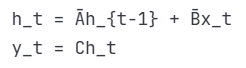 h_t = Āh_{t-1} + B̄x_t
y_t = Ch_t